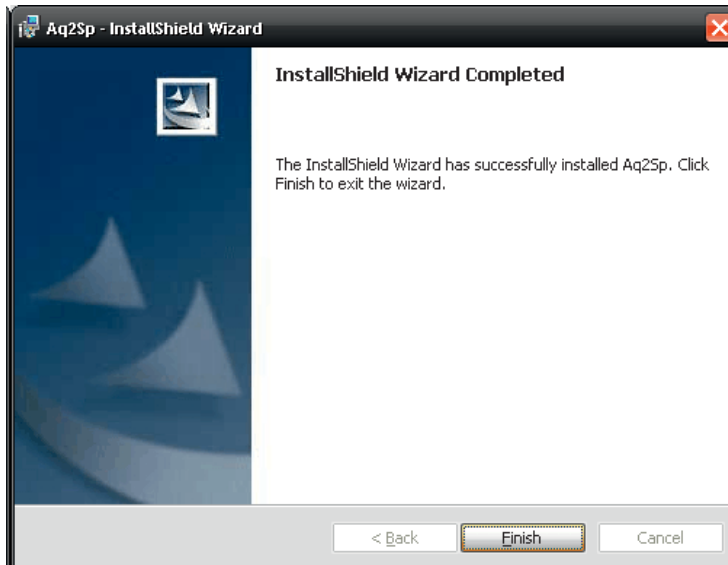 Aq2Sp - InstallShield Wizard
InstallShield Wizard Completed
The InstallShield Wizard has successfully installed Aq2Sp. Click
Finish to exit the wizard.
< Back
Finish
Cancel